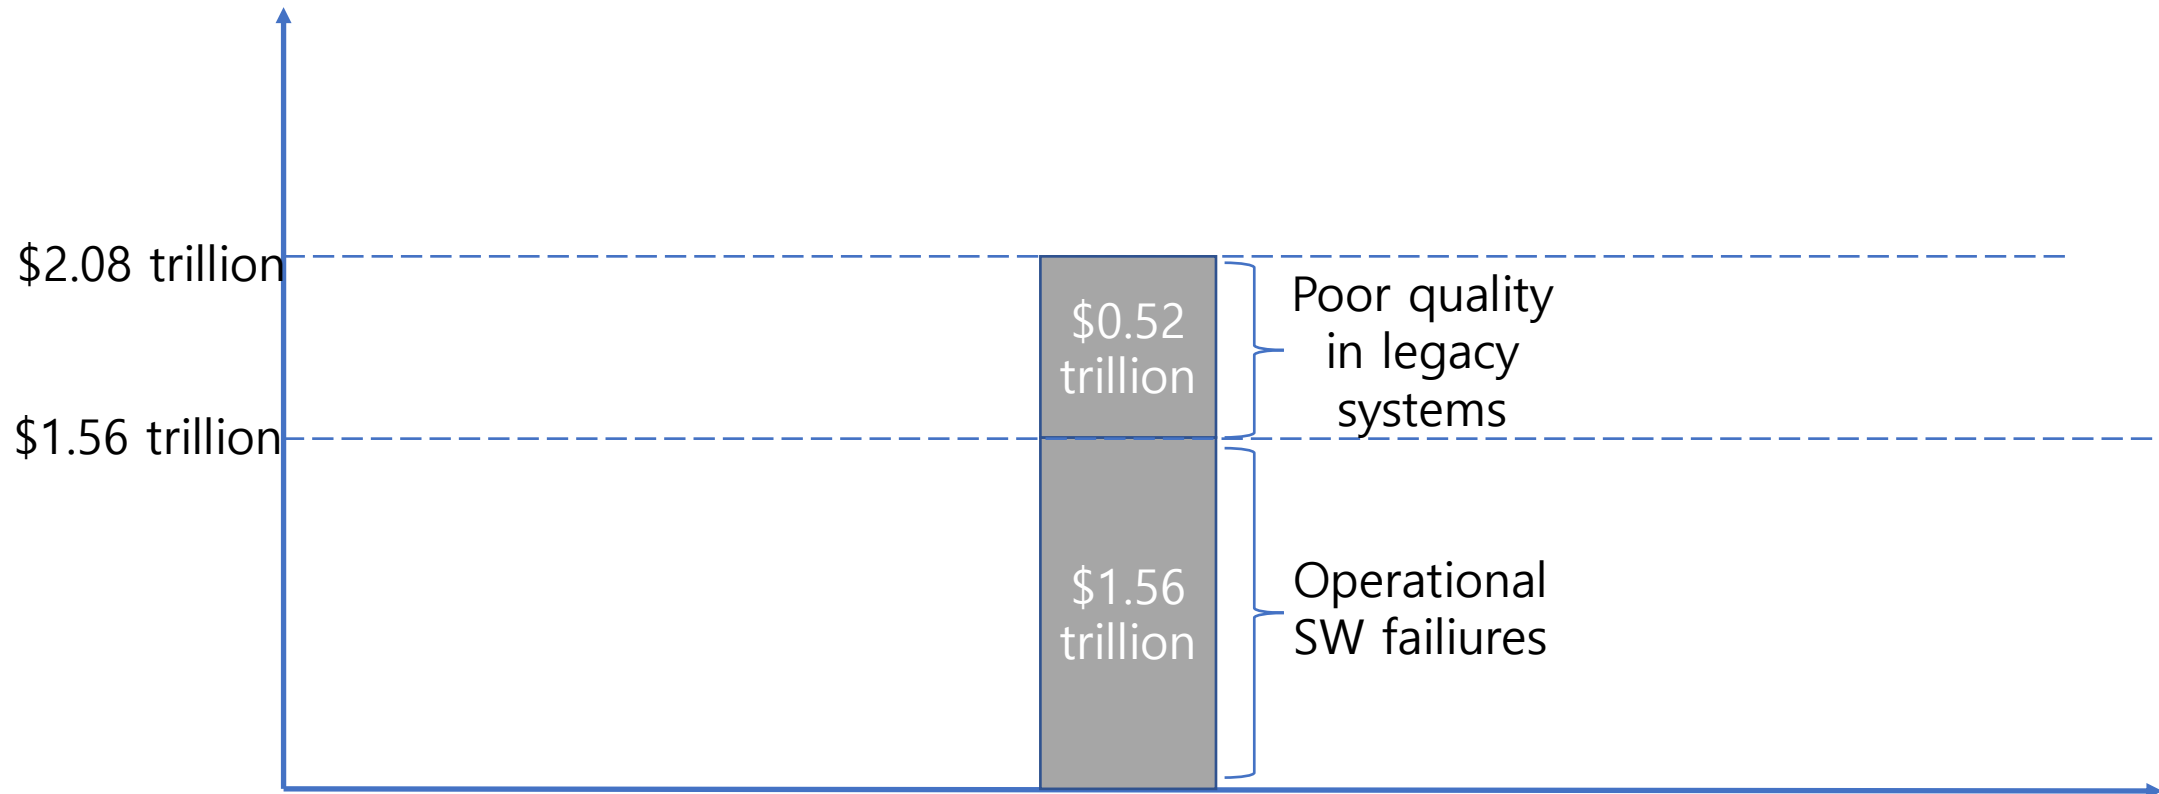 $2.08 trillion
$0.52
trillion
Poor quality
in legacy
systems
$1.56 trillion
$1.56
trillion
Operational
SW failiures